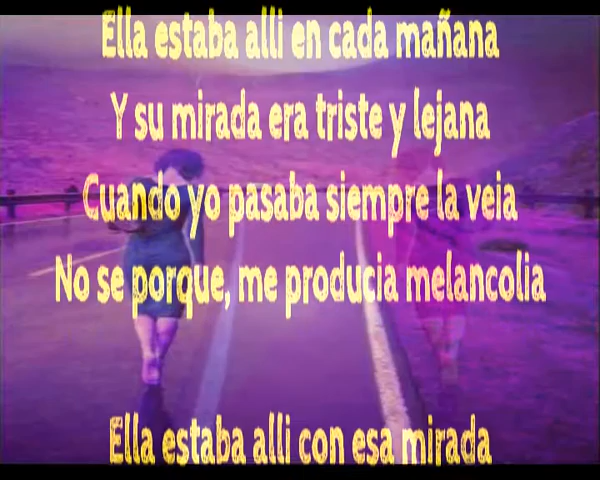 Ella estaba alli en cada mañana
Y su mirada era triste y lejana
Cuando yo pasaba siempre la veia
No se porque, me producia melancolia
Ella estaba alli con esa mirada